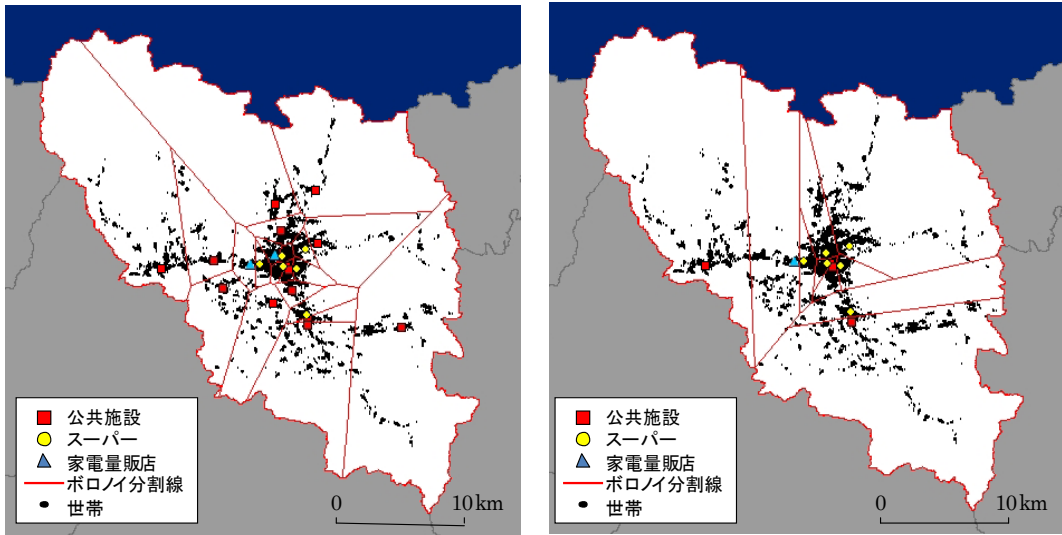 公共施設
スーパー
家電量販店
ボロノイ分割線
世帯
0 10km
公共施設
スーパー
家電量販店
ボロノイ分割線
世帯
0 10km